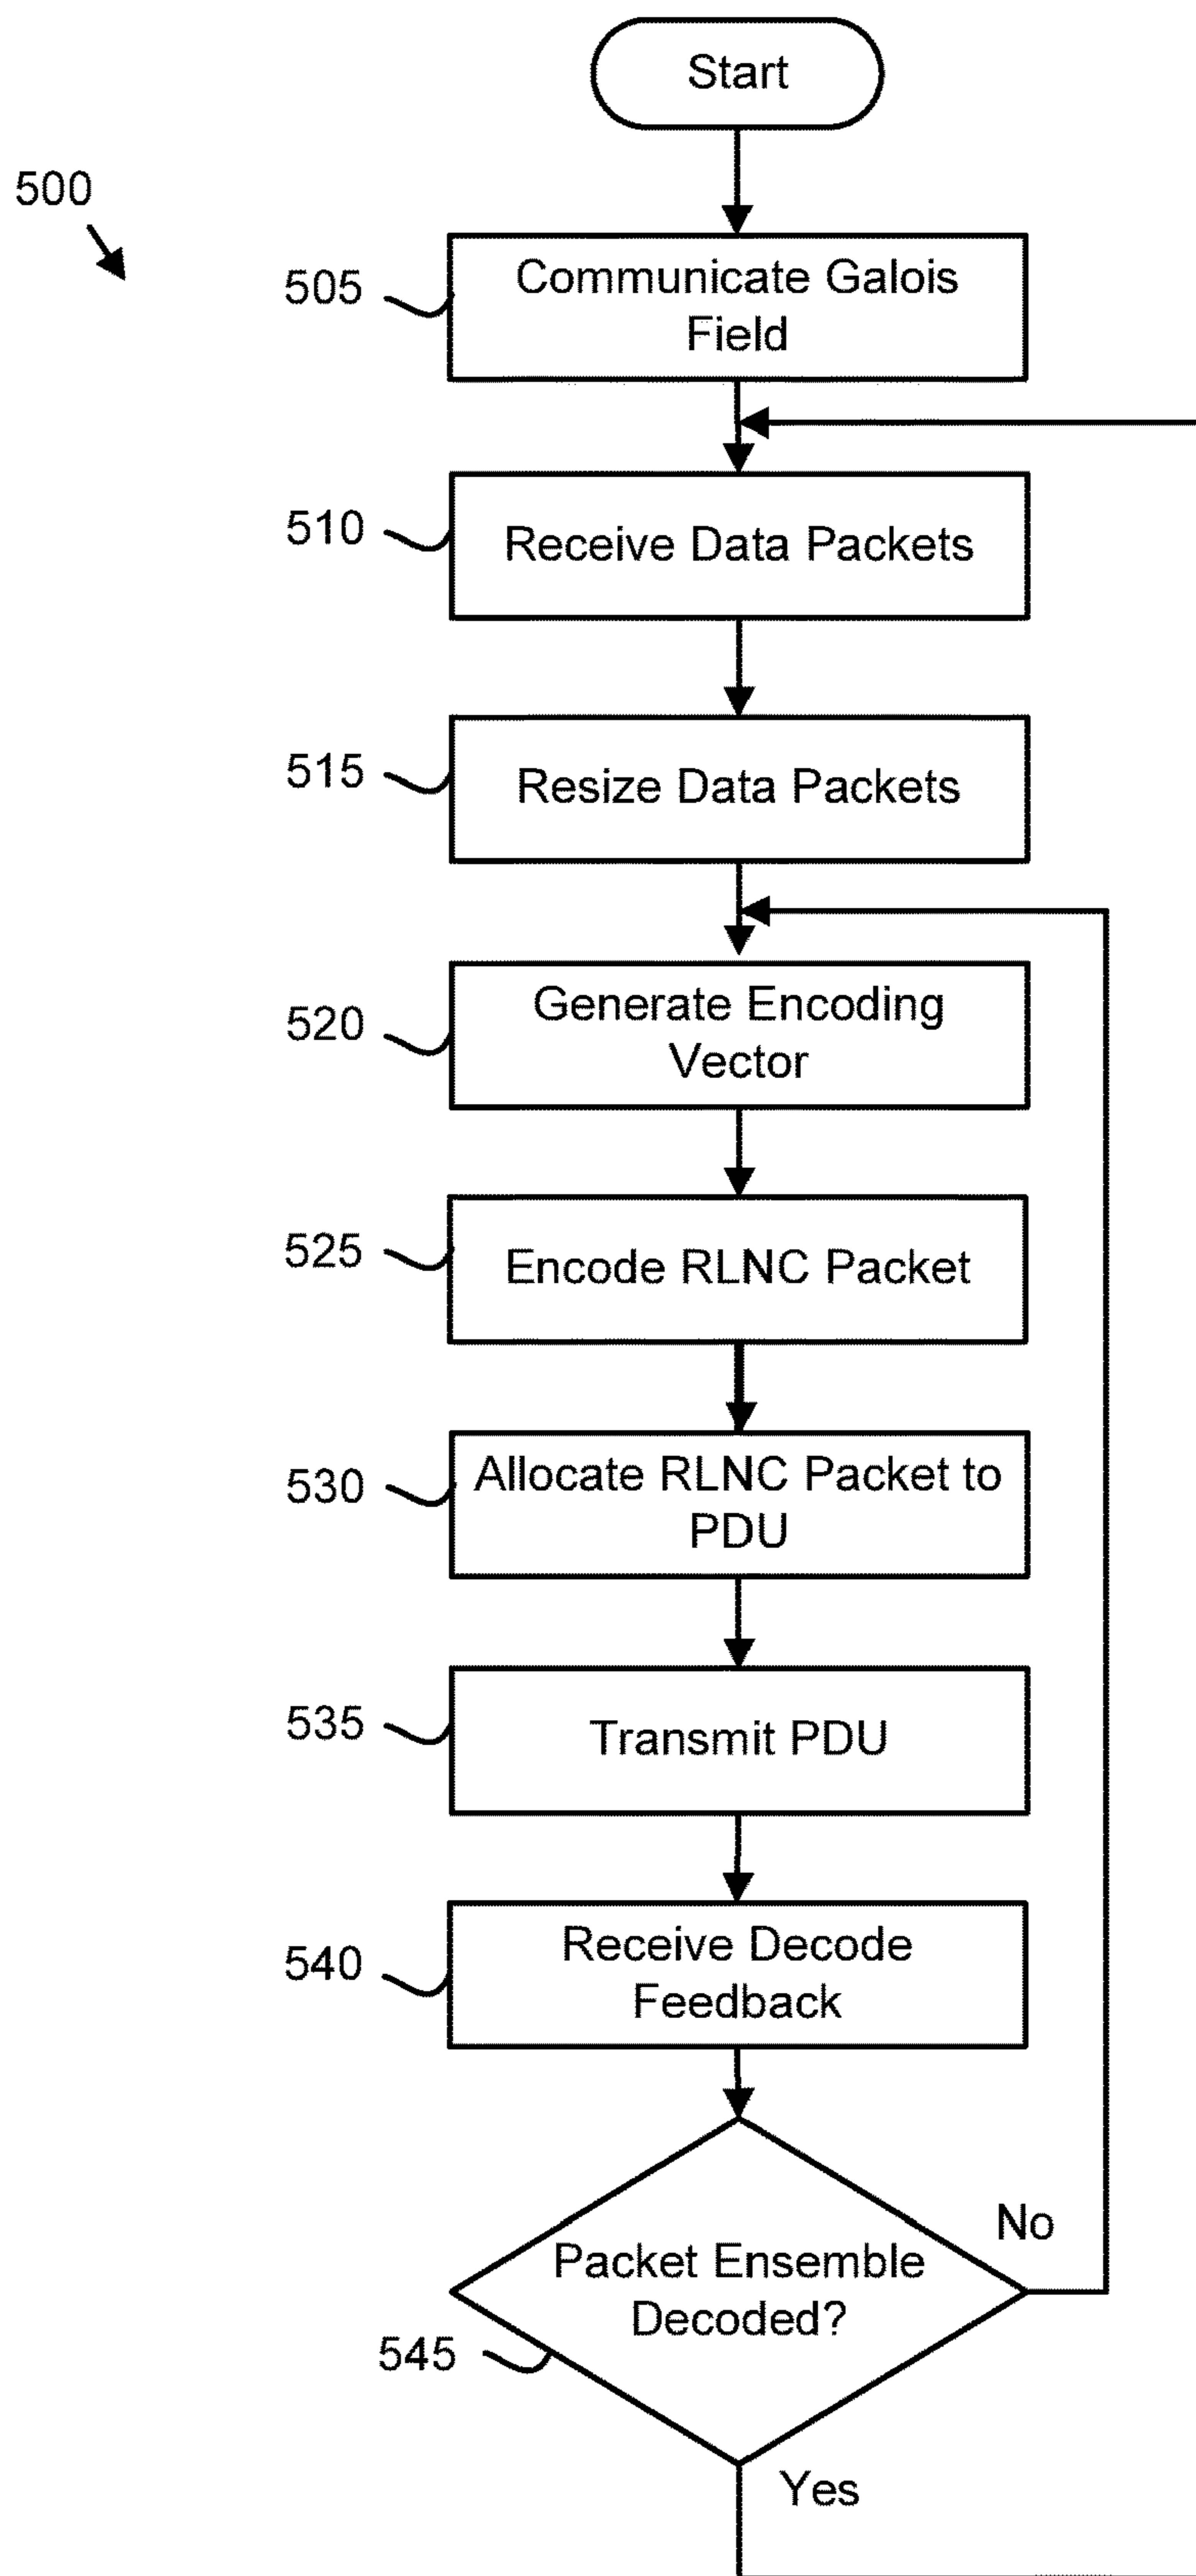 Start
500
505
Communicate Galois
Field
510
Receive Data Packets
515
Resize Data Packets
520
Generate Encoding
Vector
525
Encode RLNC Packet
530
Allocate RLNC Packet to
PDU
535
Transmit PDU
540
Receive Decode
Feedback
No
Packet Ensemble
Decoded?
545
Yes